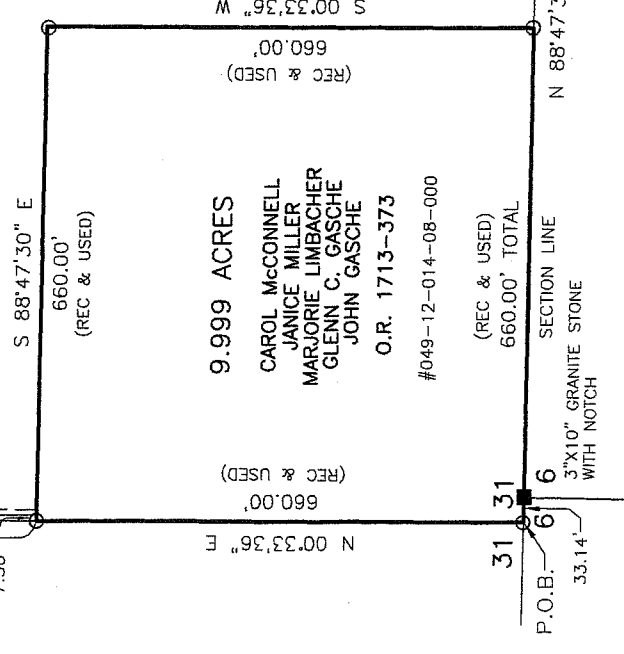 S 00°33'36" W
660.00'
(REC & USED)
S 88°47'30" E
660.00'
(REC & USED)
9.999 ACRES
CAROL McCONNELL
JANICE MILLER
MARJORIE LIMBACHER
GLENN C. GASCHE
JOHN GASCHE
O.R. 1713-373
#049-12-014-08-000
(REC & USED)
660.00' TOTAL
SECTION LINE
N 88°47'3
3"X10" GRANITE STONE
WITH NOTCH
(REC & USED)
660.00'
N 00°33'36" E
31
6
31
6
P.O.B.
33.14'